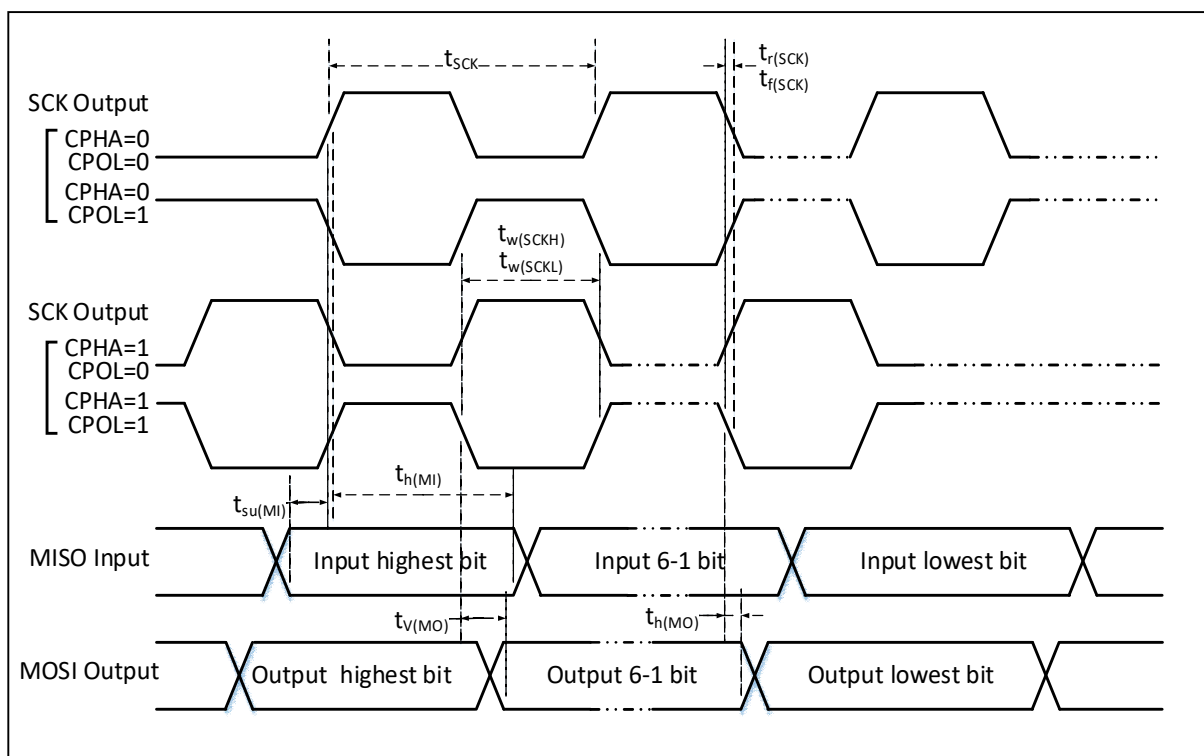 tSCK
tr(SCK)
tf(SCK)
SCK Output
CPHA=0
CPOL=0
CPHA=0
CPOL=1
tw(SCKH)
tw(SCKL)
SCK Output
CPHA=1
CPOL=0
CPHA=1
CPOL=1
th(MI)
tsu(MI)
MISO Input
Input highest bit
Input 6-1 bit
Input lowest bit
tV(MO)
th(MO)
MOSI Output
Output highest bit
Output 6-1 bit
Output lowest bit